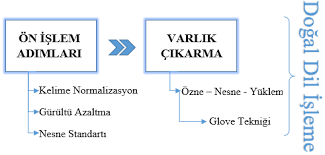 ÖN İŞLEM
ADIMLARI
VARLIK
ÇIKARMA
Kelime Normalizasyon
Gürültü Azaltma
Nesne Standartı
Özne – Nesne - Yüklem
Glove Tekniği
Doğal Dil İşleme